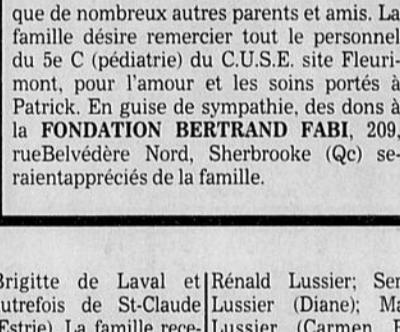 que de nombreux autres parents et amis. La
famille désire remercier tout le personnel
du 5e C (pédiatrie) du C.U.S.E. site Fleuri-
mont, pour l'amour et les soins portés à
Patrick. En guise de sympathie, des dons à
la FONDATION BERTRAND FABI, 209,
rueBelvédère Nord, Sherbrooke (Qc) se-
raientappréciés de la famille.
Brigitte de Laval et
autrefois de St-Claude
(Estrie). La famille rece-
Rénald Lussier; Ser
Lussier (Diane); Ma
Lussier (Carmen